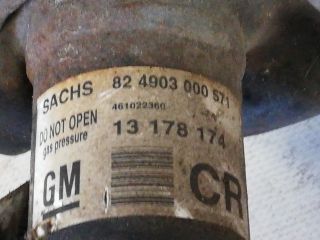 SACHS 82 4903 000 571
461022360
DO NOT OPEN 13 178 174
gas pressure
GM CR